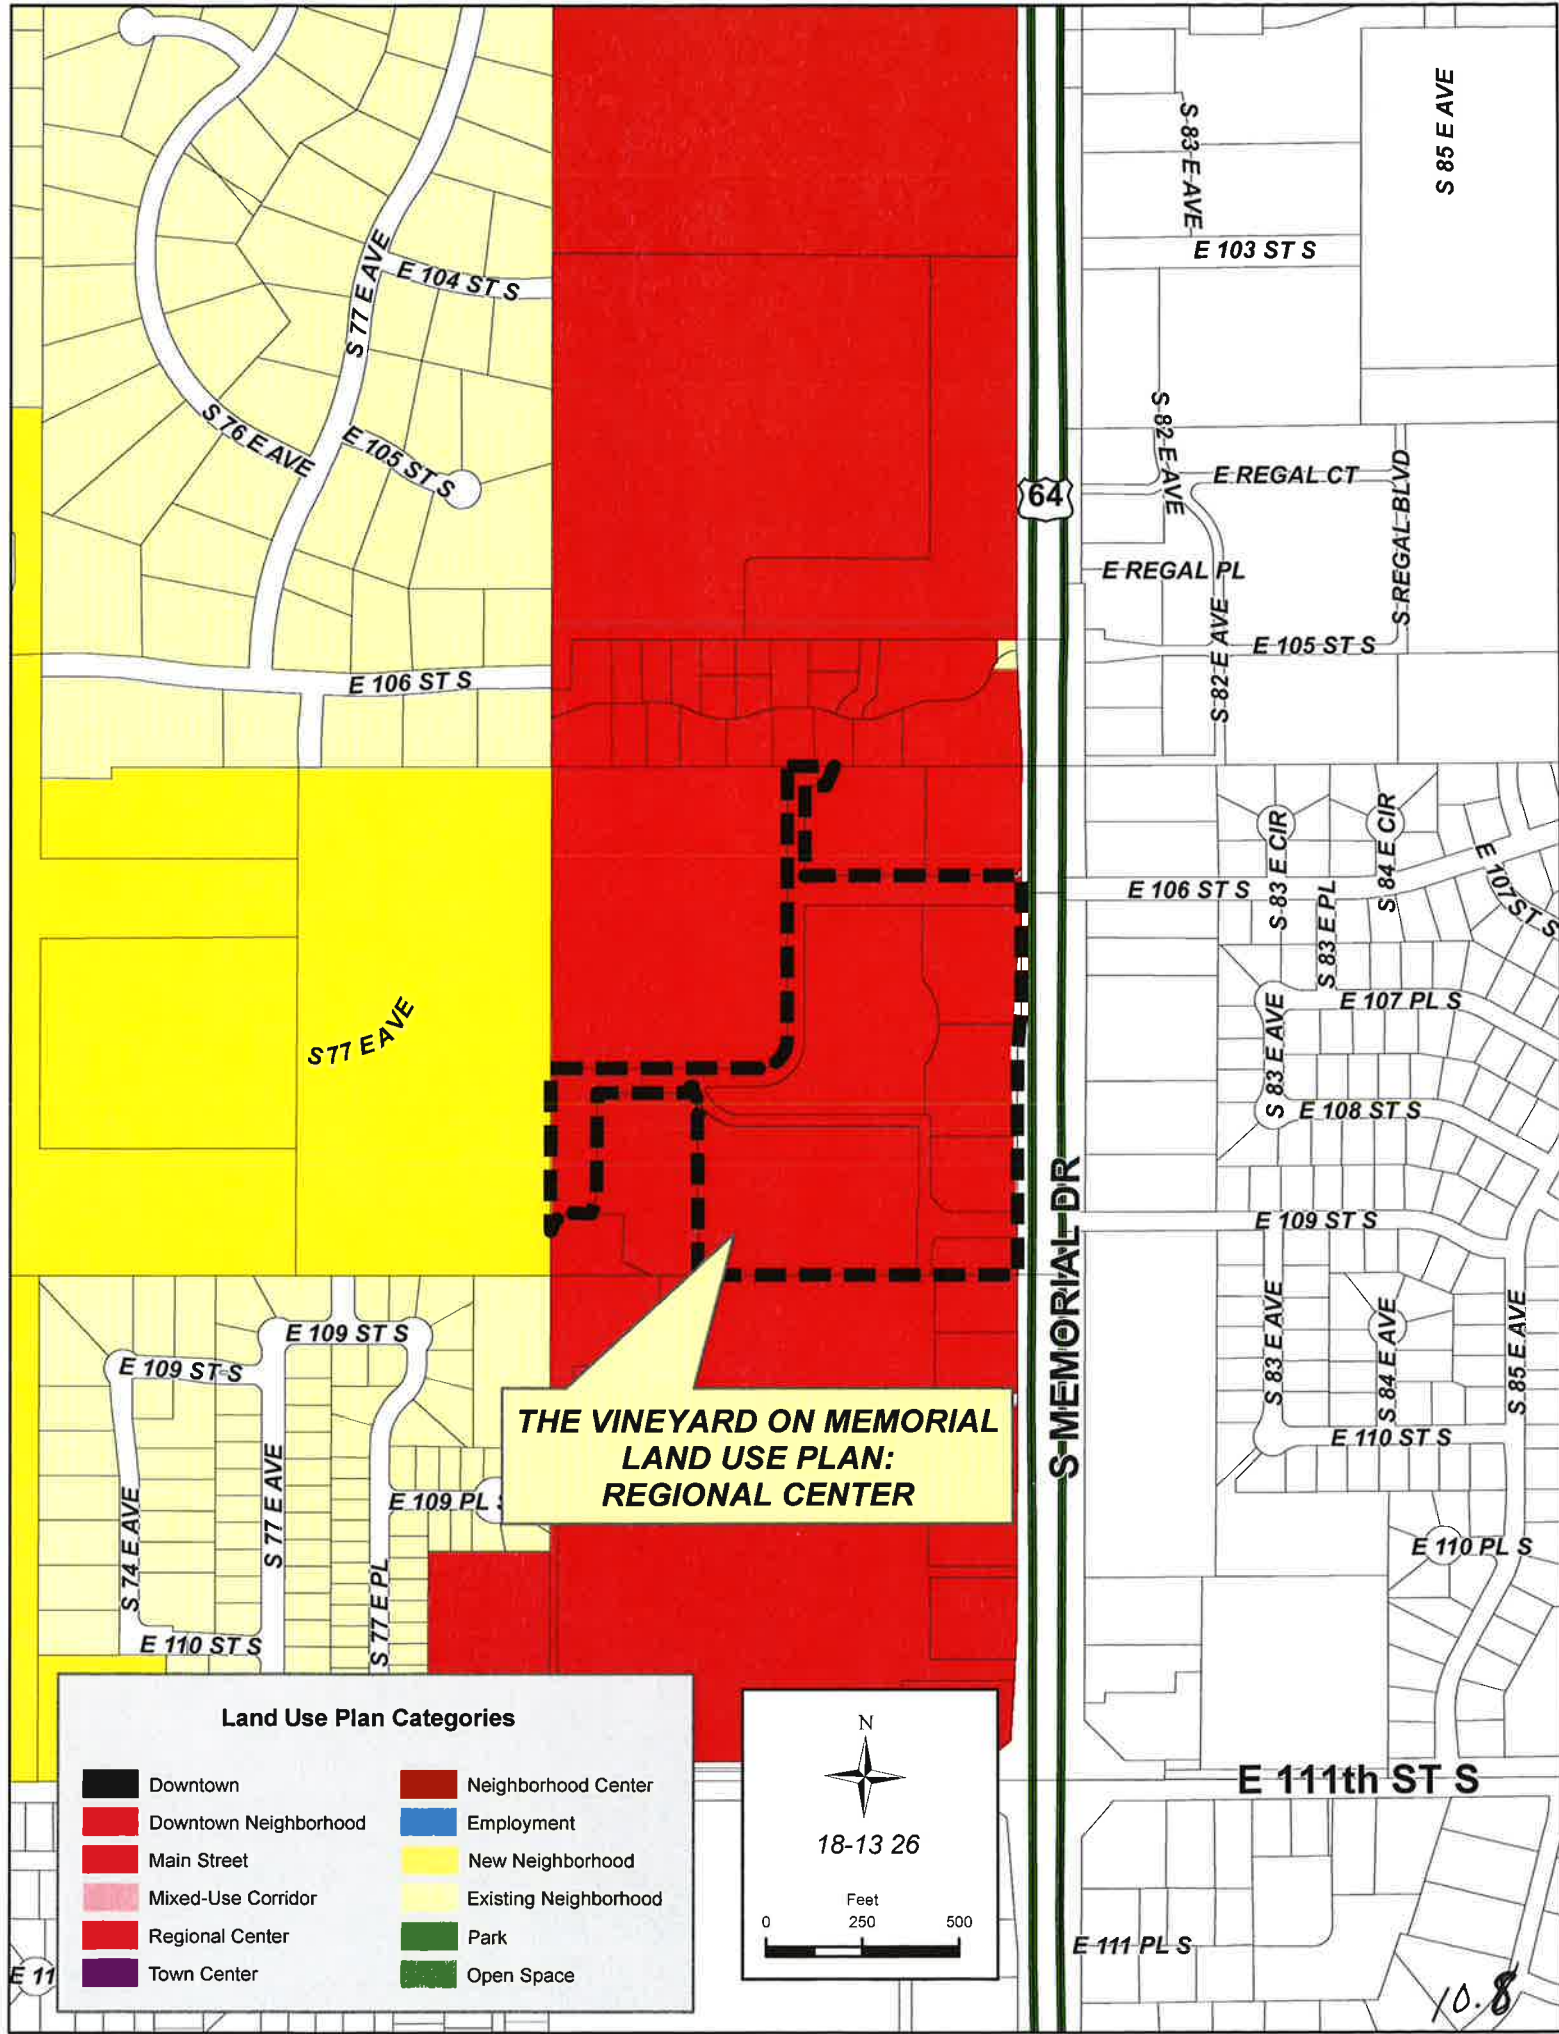 S 83 E AVE
S 85 E AVE
E 103 ST S
S 77 E AVE
E 104 ST S
S 76 E AVE
E 105 ST S
S 82 E AVE
E REGAL CT
64
S REGAL BLVD
E REGAL PL
S 82 E AVE
E 105 ST S
E 106 ST S
E 106 ST S
S 83 E CIR
S 84 E CIR
E 107 ST S
S 83 E PL
S 77 E AVE
S 83 E AVE
E 107 PL S
E 108 ST S
S MEMORIAL DR
E 109 ST S
E 109 ST S
E 109 ST S
S 83 E AVE
S 84 E AVE
S 85 E AVE
THE VINEYARD ON MEMORIAL
LAND USE PLAN:
REGIONAL CENTER
E 110 ST S
S 74 E AVE
S 77 E AVE
E 109 PL S
S 77 E PL
E 110 PL S
E 110 ST S
Land Use Plan Categories
Downtown
Downtown Neighborhood
Main Street
Mixed-Use Corridor
Regional Center
Town Center
Neighborhood Center
Employment
New Neighborhood
Existing Neighborhood
Park
Open Space
N
18-13 26
Feet
0 250 500
E 111th ST S
E 111 PL S
E 11
10.8